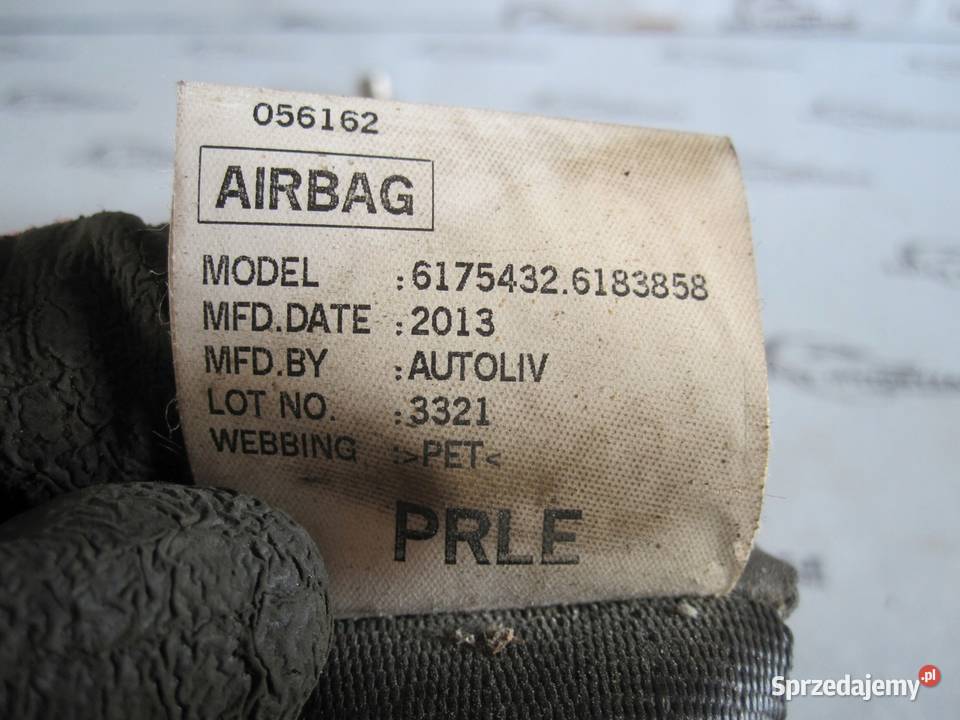 056162
AIRBAG
MODEL :6175432.6183858
MFD.DATE :2013
MFD.BY :AUTOLIV
LOT NO. :3321
WEBBING :>PET<
PRLE
Sprzedajemy.pl